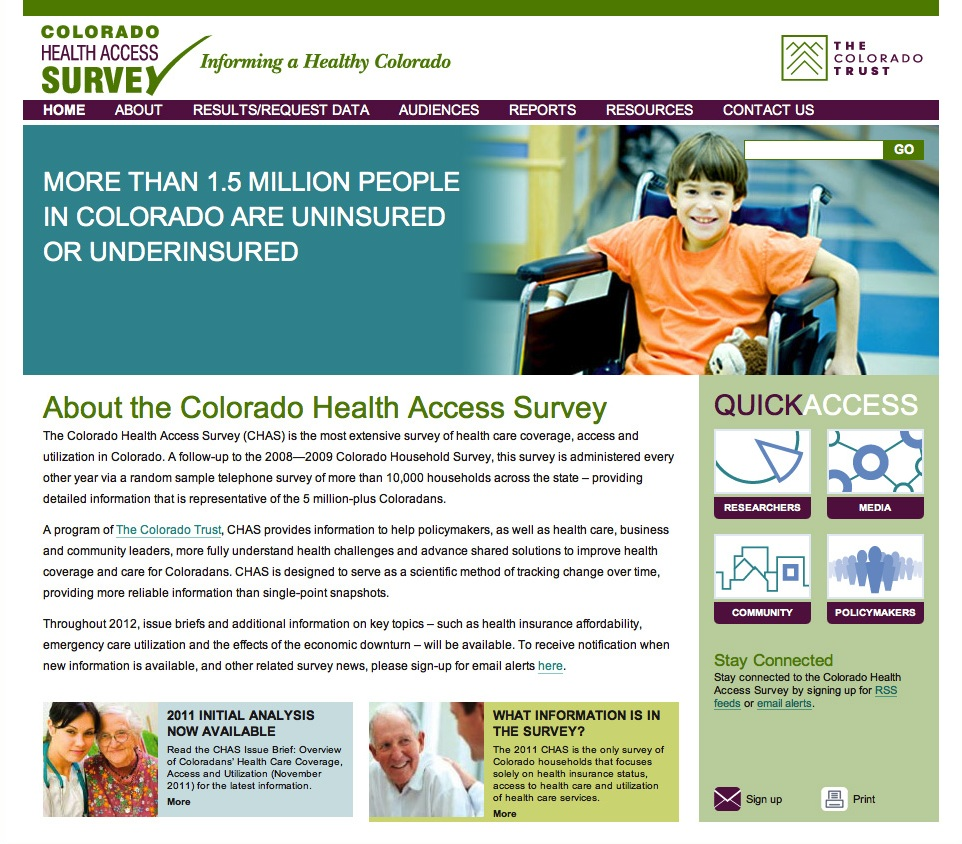 COLORADO
HEALTH ACCESS
SURVEY
Informing a Healthy Colorado
THE
COLORADO
TRUST
HOME ABOUT RESULTS/REQUEST DATA AUDIENCES REPORTS RESOURCES CONTACT US
GO
MORE THAN 1.5 MILLION PEOPLE
IN COLORADO ARE UNINSURED
OR UNDERINSURED
About the Colorado Health Access Survey
The Colorado Health Access Survey (CHAS) is the most extensive survey of health care coverage, access and
utilization in Colorado. A follow-up to the 2008—2009 Colorado Household Survey, this survey is administered every
other year via a random sample telephone survey of more than 10,000 households across the state – providing
detailed information that is representative of the 5 million-plus Coloradans.
A program of The Colorado Trust, CHAS provides information to help policymakers, as well as health care, business
and community leaders, more fully understand health challenges and advance shared solutions to improve health
coverage and care for Coloradans. CHAS is designed to serve as a scientific method of tracking change over time,
providing more reliable information than single-point snapshots.
Throughout 2012, issue briefs and additional information on key topics – such as health insurance affordability,
emergency care utilization and the effects of the economic downturn – will be available. To receive notification when
new information is available, and other related survey news, please sign-up for email alerts here.
2011 INITIAL ANALYSIS
NOW AVAILABLE
Read the CHAS Issue Brief: Overview
of Coloradans' Health Care Coverage,
Access and Utilization (November
2011) for the latest information.
More
WHAT INFORMATION IS IN
THE SURVEY?
The 2011 CHAS is the only survey of
Colorado households that focuses
solely on health insurance status,
access to health care and utilization
of health care services.
More
QUICKACCESS
RESEARCHERS
MEDIA
COMMUNITY
POLICYMAKERS
Stay Connected
Stay connected to the Colorado Health
Access Survey by signing up for RSS
feeds or email alerts.
Sign up
Print